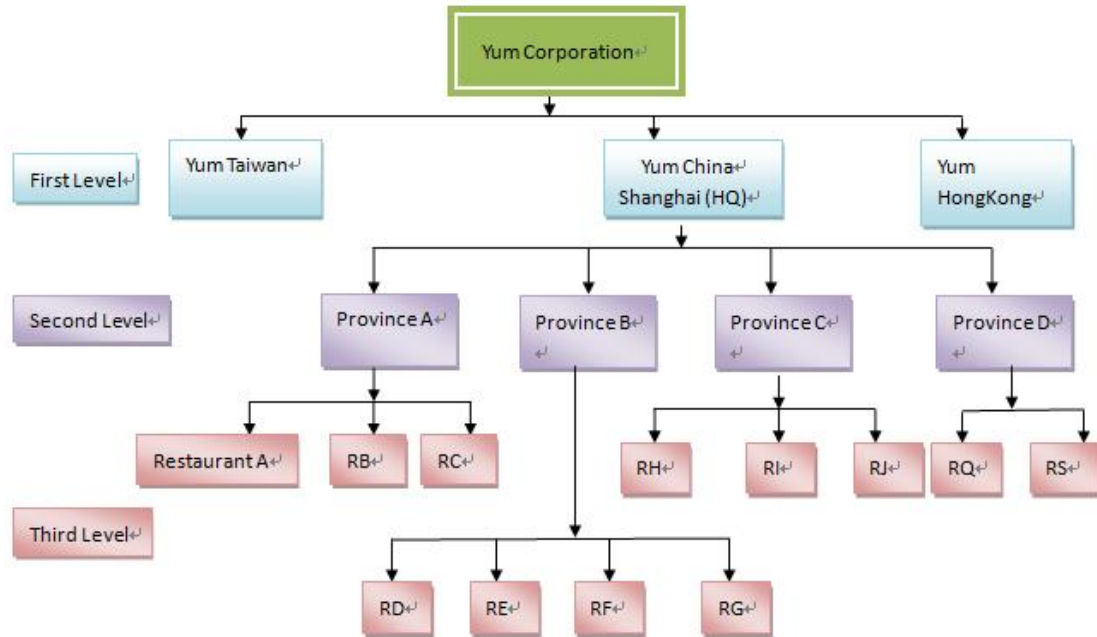 Yum Corporation↵
First Level↵
Yum Taiwan↵
Yum China↵
Shanghai (HQ)↵
Yum
HongKong↵
Second Level↵
Province A↵
Province B↵
↵
Province C↵
↵
Province D↵
↵
Restaurant A↵
RB↵
RC↵
RH↵
RI↵
RJ↵
RQ↵
RS↵
Third Level↵
RD↵
RE↵
RF↵
RG↵